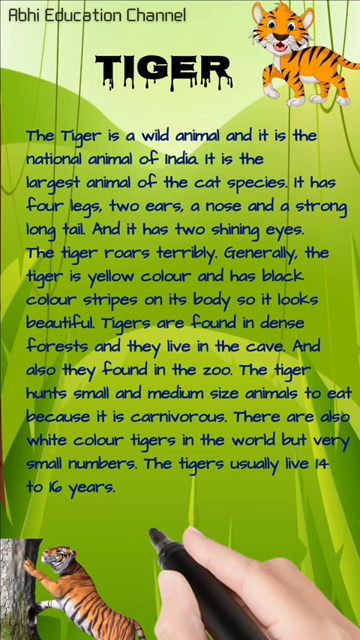 Abhi Education Channel
TIGER
The Tiger is a wild animal and it is the
national animal of India. It is the
largest animal of the cat species. It has
four legs, two ears, a nose and a strong
long tail. And it has two shining eyes.
The tiger roars terribly. Generally, the
tiger is yellow colour and has black
colour stripes on its body so it looks
beautiful. Tigers are found in dense
forests and they live in the cave. And
also they found in the zoo. The tiger
hunts small and medium size animals to eat
because it is carnivorous. There are also
white colour tigers in the world but very
small numbers. The tigers usually live 14
to 16 years.